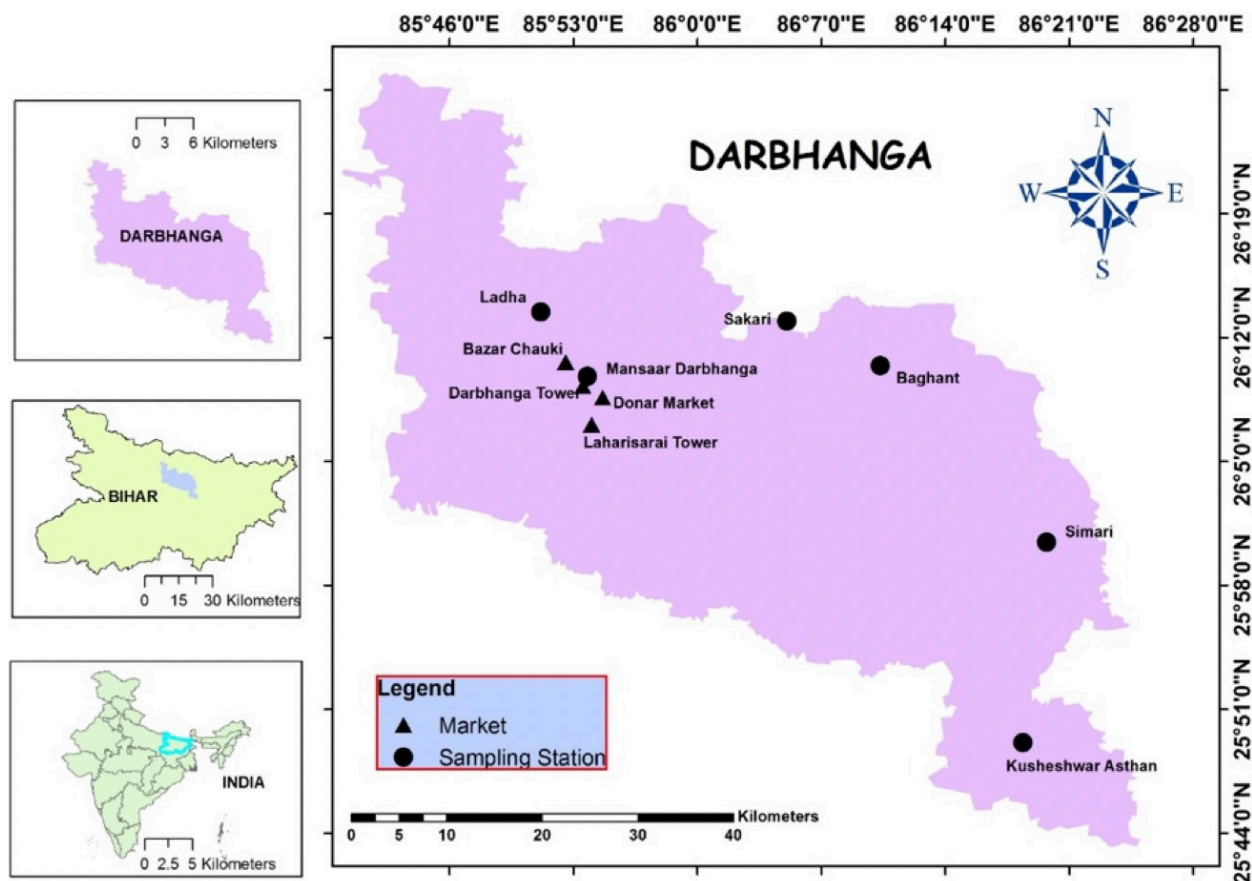 85°46'0"E 85°53'0"E 86°0'0"E 86°7'0"E 86°14'0"E 86°21'0"E 86°28'0"E
0 3 6 Kilometers
DARBHANGA
BIHAR
0 15 30 Kilometers
INDIA
0 2.5 5 Kilometers
DARBHANGA
N
W E
S
Ladha
Sakari
Bazar Chauki
Mansaar Darbhanga
Baghant
Darbhanga Tower
Donar Market
Laharisarai Tower
Simari
Kusheshwar Asthan
Legend
Market
Sampling Station
Kilometers
0 5 10 20 30 40
26°19'0"N
26°12'0"N
26°5'0"N
25°58'0"N
25°51'0"N
25°44'0"N